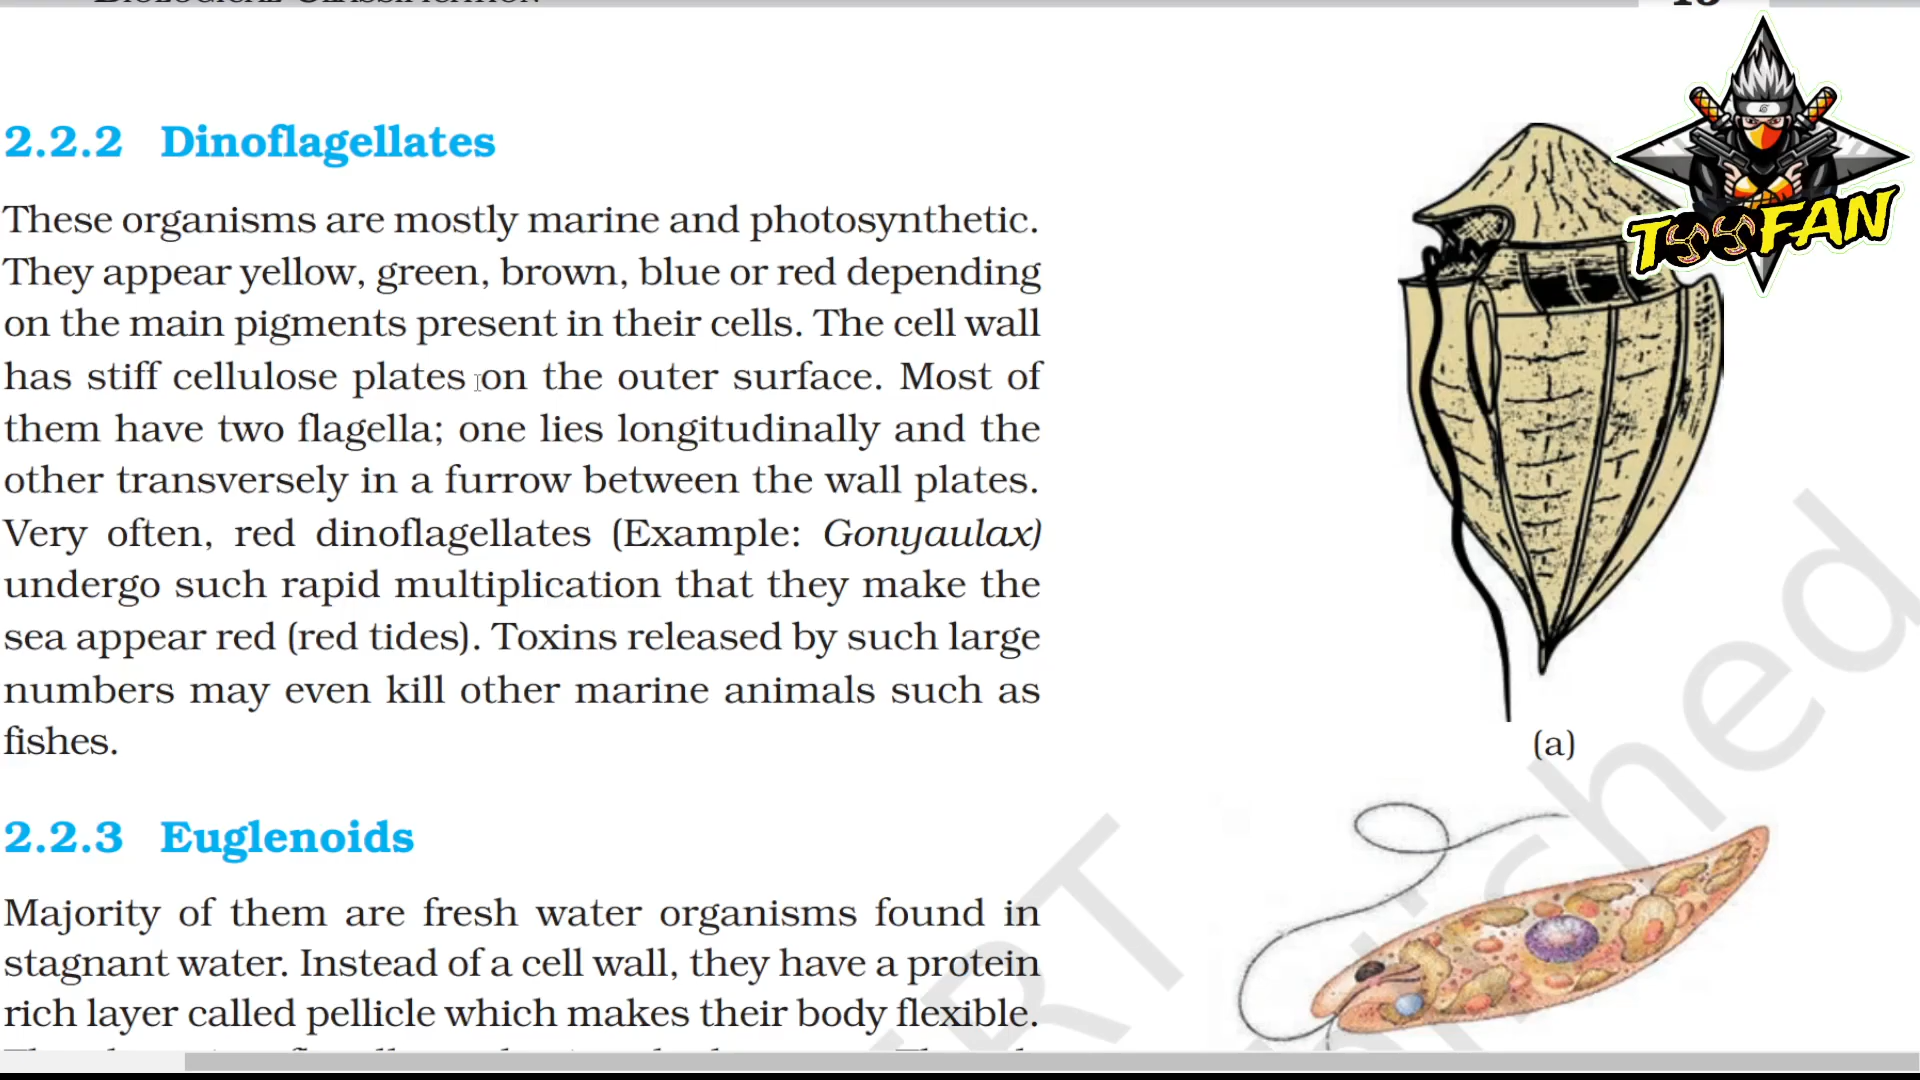 BIOLOGICAL CLASSIFICATION
2.2.2 Dinoflagellates
These organisms are mostly marine and photosynthetic.
They appear yellow, green, brown, blue or red depending
on the main pigments present in their cells. The cell wall
has stiff cellulose plates on the outer surface. Most of
them have two flagella; one lies longitudinally and the
other transversely in a furrow between the wall plates.
Very often, red dinoflagellates (Example: Gonyaulax)
undergo such rapid multiplication that they make the
sea appear red (red tides). Toxins released by such large
numbers may even kill other marine animals such as
fishes.
2.2.3 Euglenoids
Majority of them are fresh water organisms found in
stagnant water. Instead of a cell wall, they have a protein
rich layer called pellicle which makes their body flexible.
TOOFAN
(a)